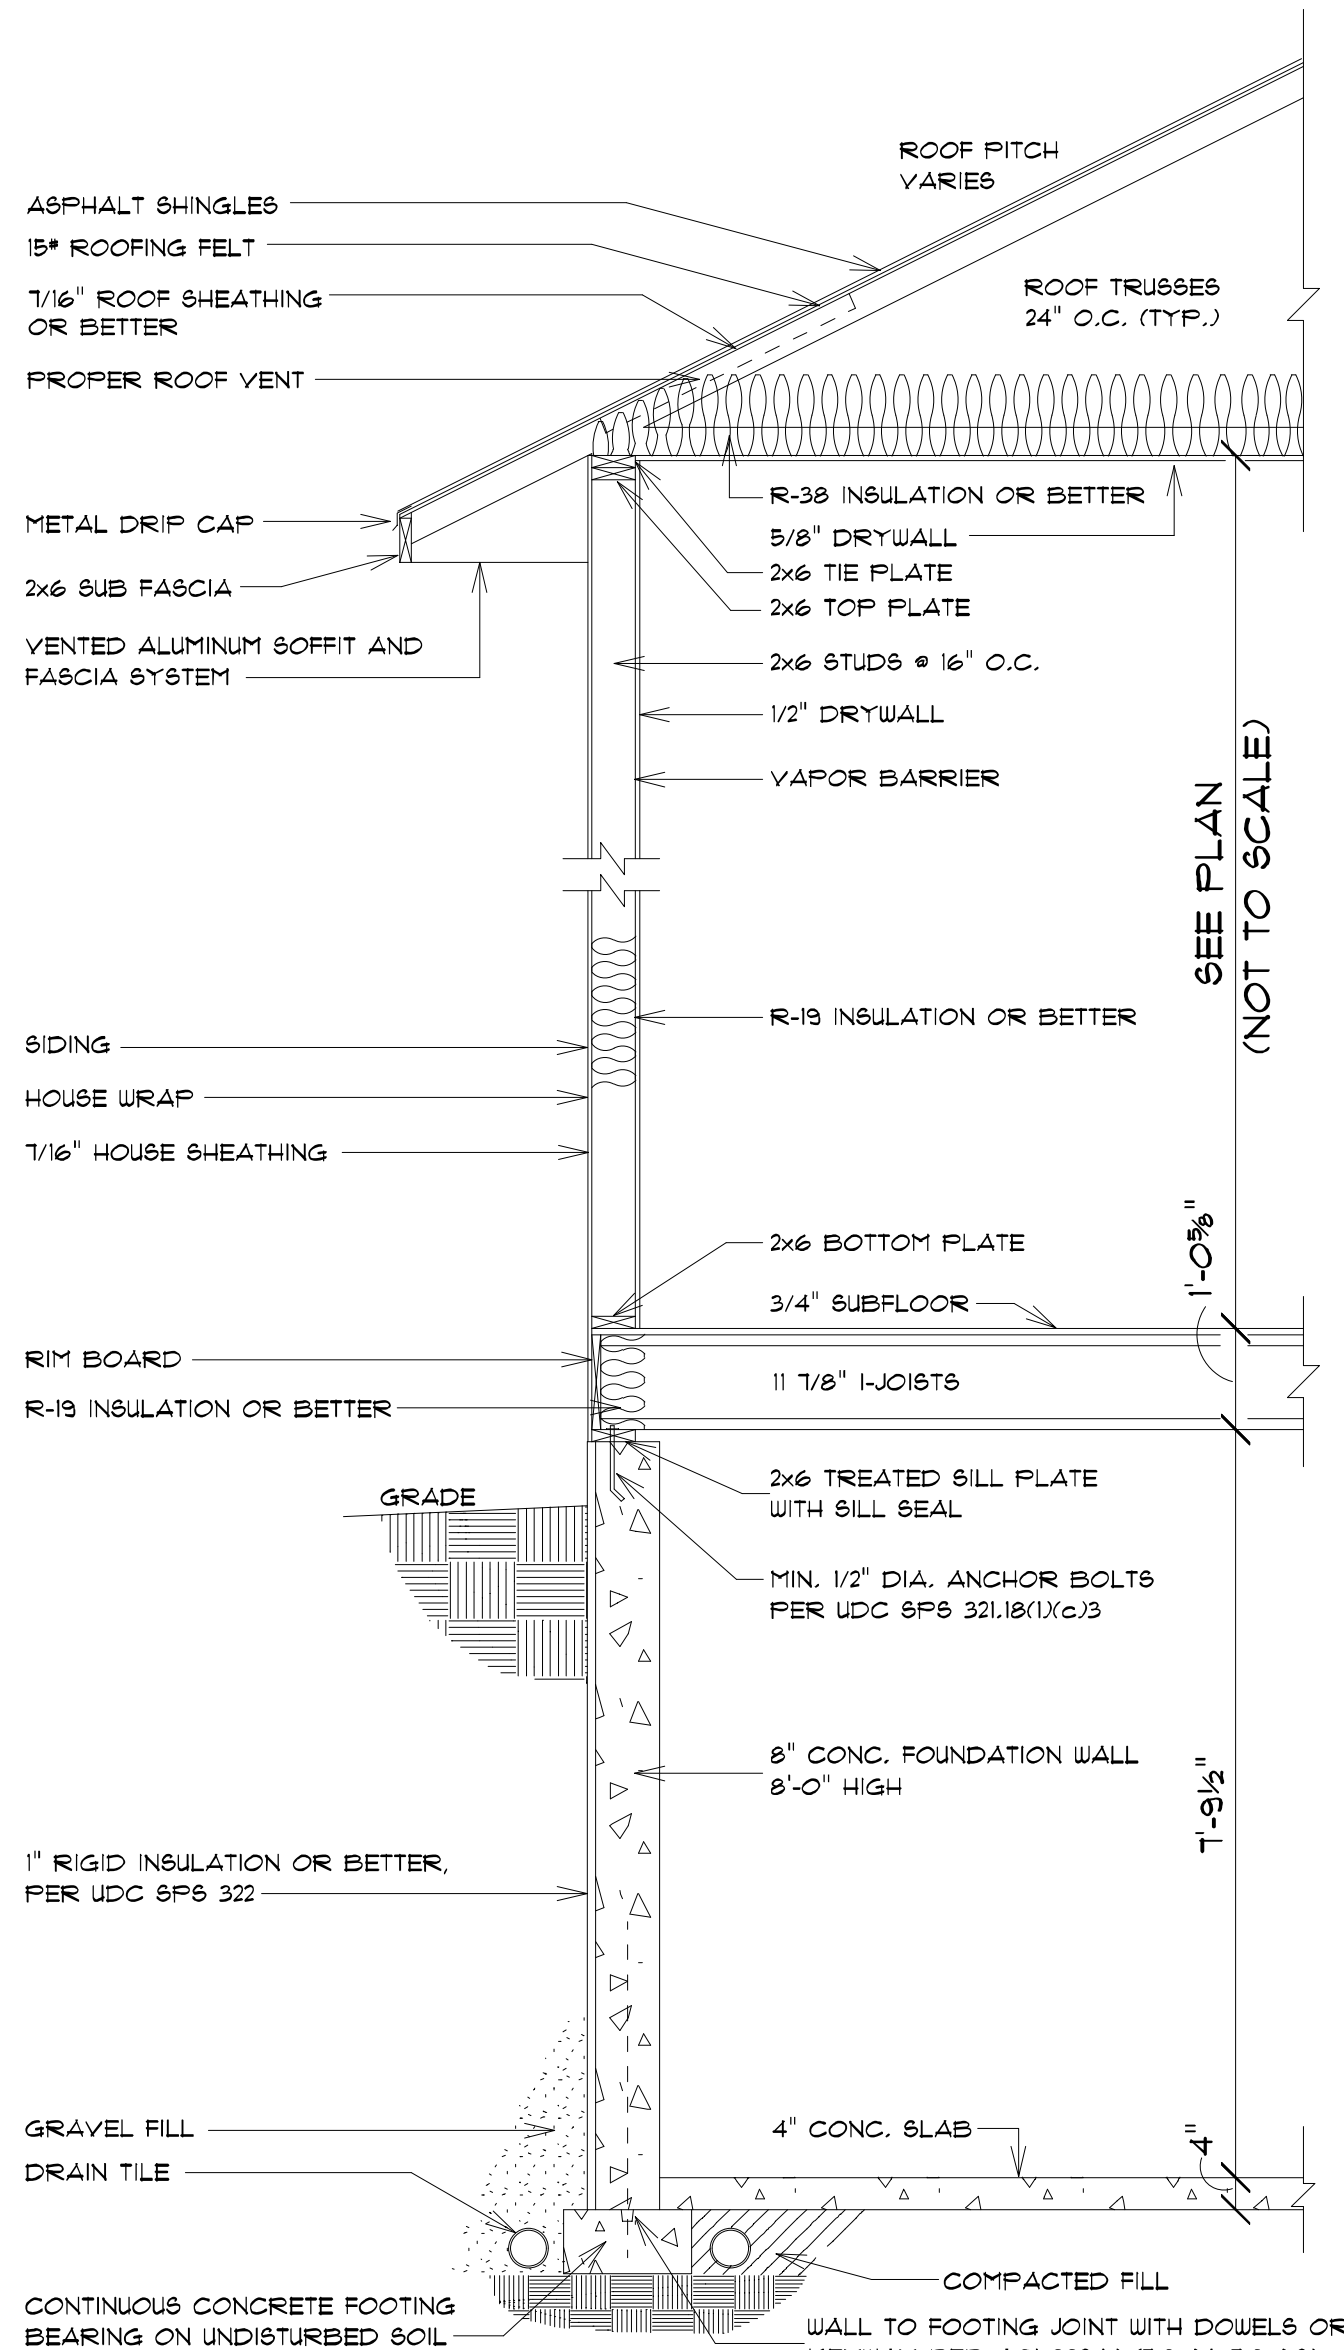 ROOF PITCH
VARIES
ASPHALT SHINGLES
15# ROOFING FELT
7/16" ROOF SHEATHING
OR BETTER
ROOF TRUSSES
24" O.C. (TYP.)
PROPER ROOF VENT
METAL DRIP CAP
2x6 SUB FASCIA
VENTED ALUMINUM SOFFIT AND
FASCIA SYSTEM
R-38 INSULATION OR BETTER
5/8" DRYWALL
2x6 TIE PLATE
2x6 TOP PLATE
2x6 STUDS @ 16" O.C.
1/2" DRYWALL
VAPOR BARRIER
SEE PLAN
(NOT TO SCALE)
R-19 INSULATION OR BETTER
SIDING
HOUSE WRAP
7/16" HOUSE SHEATHING
2x6 BOTTOM PLATE
3/4" SUBFLOOR
1'-0⅝"
RIM BOARD
R-19 INSULATION OR BETTER
11 7/8" I-JOISTS
GRADE
2x6 TREATED SILL PLATE
WITH SILL SEAL
MIN. 1/2" DIA. ANCHOR BOLTS
PER UDC SPS 321.18(1)(c)3
8" CONC. FOUNDATION WALL
8'-0" HIGH
7'-9½"
1" RIGID INSULATION OR BETTER,
PER UDC SPS 322
GRAVEL FILL
DRAIN TILE
4" CONC. SLAB
4"
COMPACTED FILL
CONTINUOUS CONCRETE FOOTING
BEARING ON UNDISTURBED SOIL
WALL TO FOOTING JOINT WITH DOWELS OR